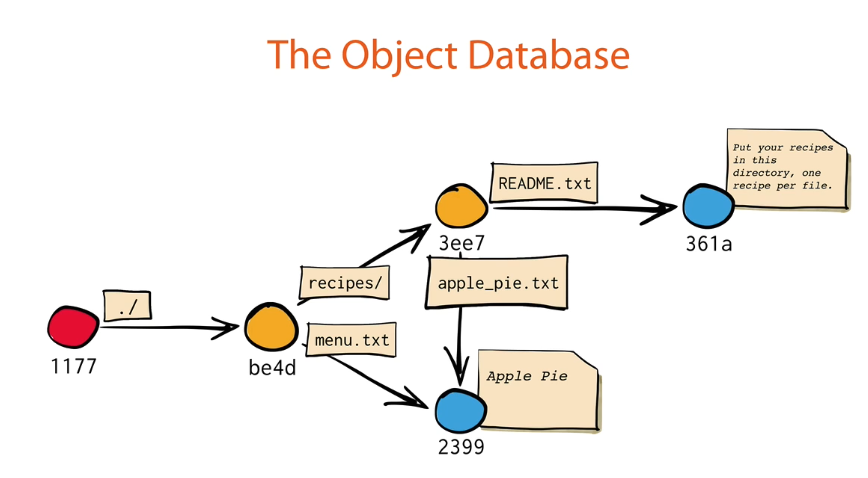 The Object Database
Put your recipes
in this
directory, one
recipe per file.
README.txt
3ee7
361a
recipes/
apple_pie.txt
./
menu.txt
1177
be4d
Apple Pie
2399